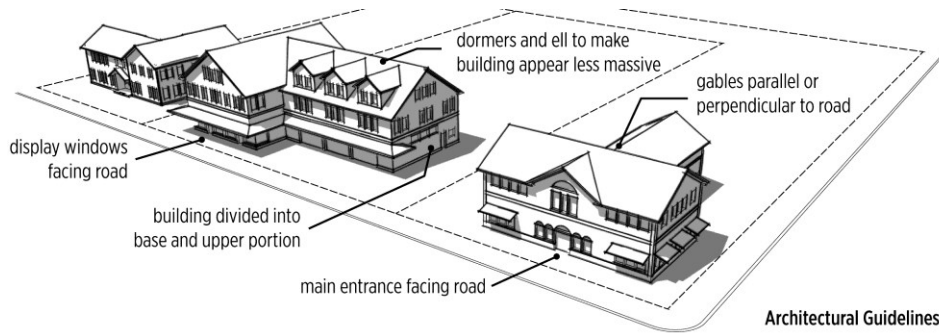 dormers and ell to make
building appear less massive
gables parallel or
perpendicular to road
display windows
facing road
building divided into
base and upper portion
main entrance facing road
Architectural Guidelines